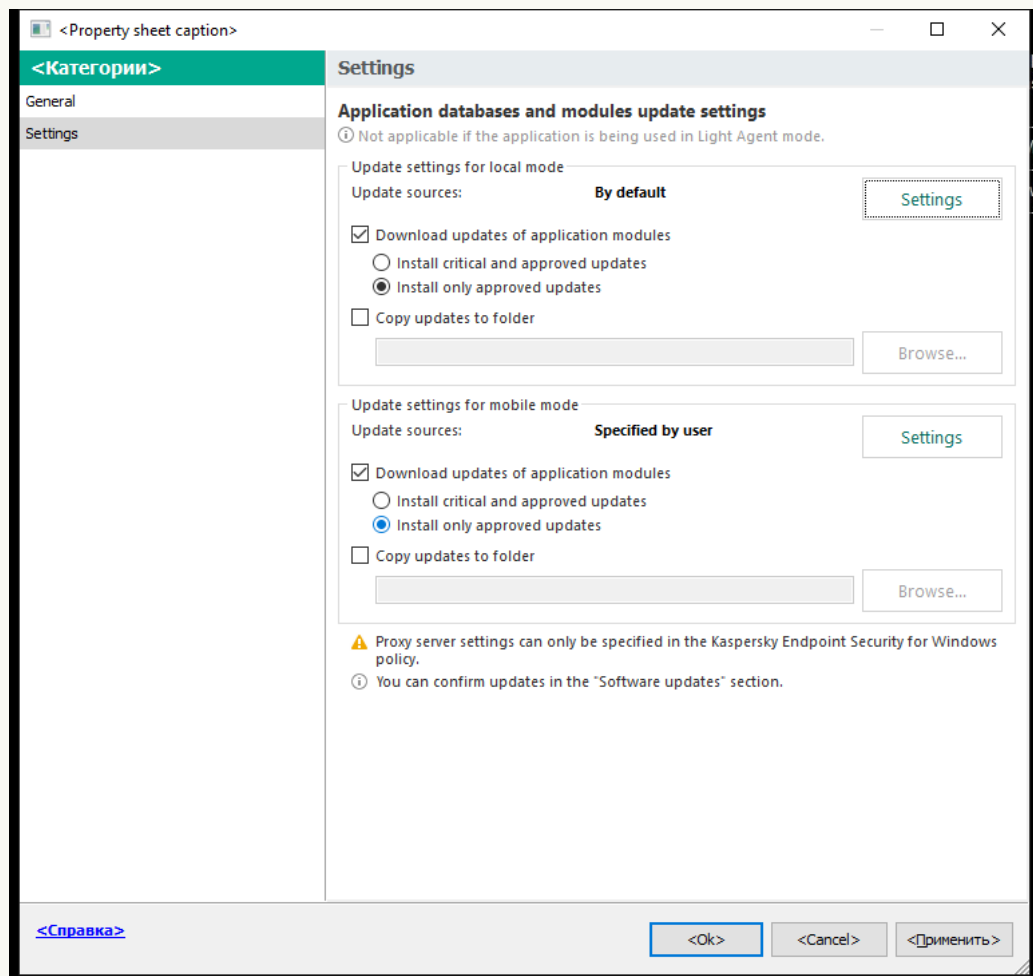 <Property sheet caption>
<Категории>
General
Settings
Settings
Application databases and modules update settings
Not applicable if the application is being used in Light Agent mode.
Update settings for local mode
Update sources: By default Settings
Download updates of application modules
Install critical and approved updates
Install only approved updates
Copy updates to folder
Browse...
Update settings for mobile mode
Update sources: Specified by user Settings
Download updates of application modules
Install critical and approved updates
Install only approved updates
Copy updates to folder
Browse...
Proxy server settings can only be specified in the Kaspersky Endpoint Security for Windows
policy.
You can confirm updates in the "Software updates" section.
<Справка>
<Ok> <Cancel> <Применить>